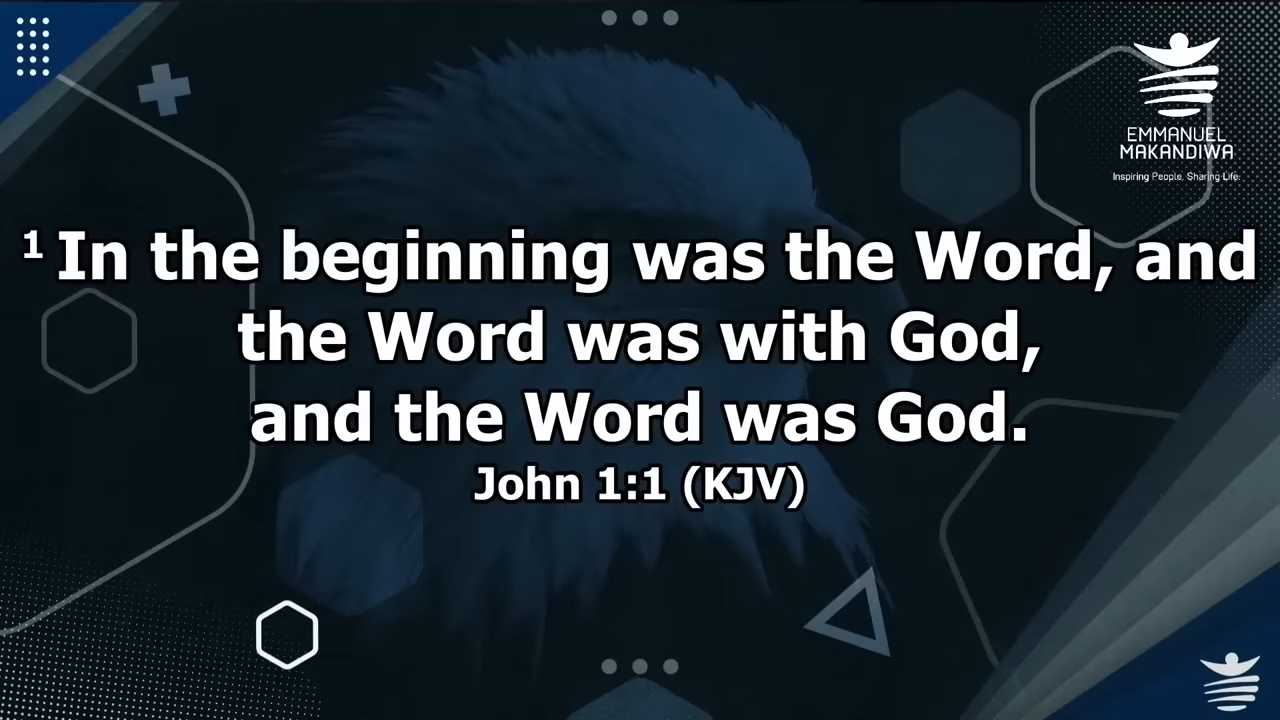 EMMANUEL
MAKANDIWA
Inspiring People. Sharing Life.
1 In the beginning was the Word, and
the Word was with God,
and the Word was God.
John 1:1 (KJV)